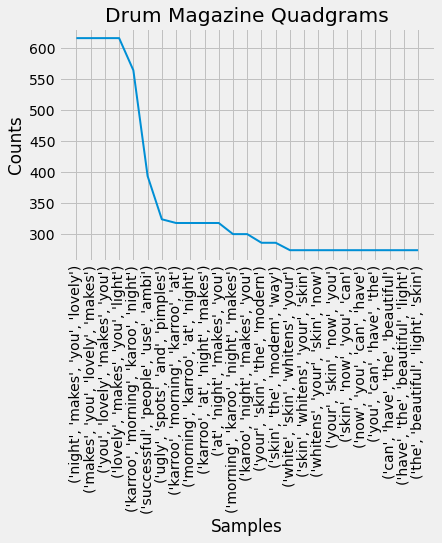 Drum Magazine Quadgrams
Counts
600
550
500
450
400
350
300
('night', 'makes', 'you', 'lovely')
('makes', 'you', 'lovely', 'makes')
('you', 'lovely', 'makes', 'you')
('lovely', 'makes', 'you', 'light')
('karroo', 'morning', 'karoo', 'night')
('successful', 'people', 'use', 'ambi')
('ugly', 'spots', 'and', 'pimples')
('karroo', 'morning', 'karroo', 'at')
('morning', 'karroo', 'at', 'night')
('karroo', 'at', 'night', 'makes')
('at', 'night', 'makes', 'you')
('morning', 'karoo', 'night', 'makes')
('karoo', 'night', 'makes', 'you')
('your', 'skin', 'the', 'modern')
('skin', 'the', 'modern', 'way')
('white', 'skin', 'whitens', 'your')
('skin', 'whitens', 'your', 'skin')
('whitens', 'your', 'skin', 'now')
('your', 'skin', 'now', 'you')
('skin', 'now', 'you', 'can')
('now', 'you', 'can', 'have')
('you', 'can', 'have', 'the')
('can', 'have', 'the', 'beautiful')
('have', 'the', 'beautiful', 'light')
('the', 'beautiful', 'light', 'skin')
Samples